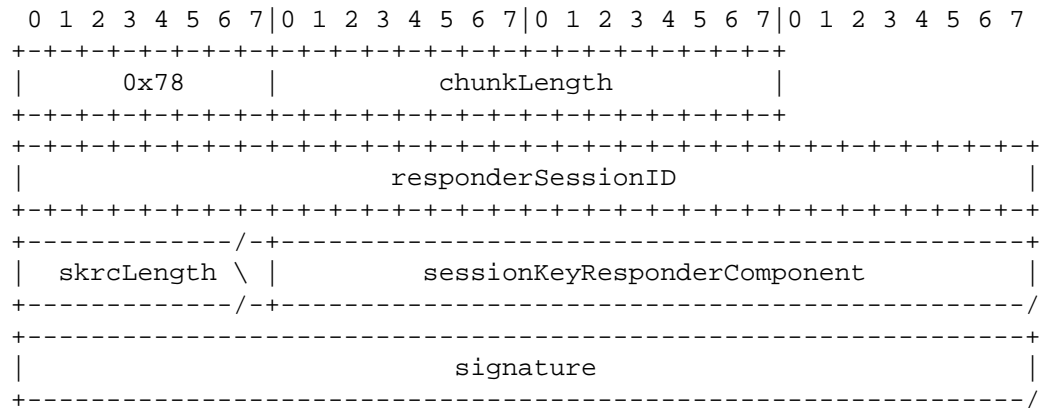 0 1 2 3 4 5 6 7|0 1 2 3 4 5 6 7|0 1 2 3 4 5 6 7|0 1 2 3 4 5 6 7
+-+-+-+-+-+-+-+-+-+-+-+-+-+-+-+-+-+-+-+-+-+-+-+-+
|      0x78     |          chunkLength          |
+-+-+-+-+-+-+-+-+-+-+-+-+-+-+-+-+-+-+-+-+-+-+-+-+
+-+-+-+-+-+-+-+-+-+-+-+-+-+-+-+-+-+-+-+-+-+-+-+-+-+-+-+-+-+-+-+-+
|                       responderSessionID                      |
+-+-+-+-+-+-+-+-+-+-+-+-+-+-+-+-+-+-+-+-+-+-+-+-+-+-+-+-+-+-+-+-+
+-------------/-+-----------------------------------------------+
|  skrcLength \ |         sessionKeyResponderComponent          |
+-------------/-+-----------------------------------------------/
+---------------------------------------------------------------+
|                           signature                           |
+---------------------------------------------------------------/